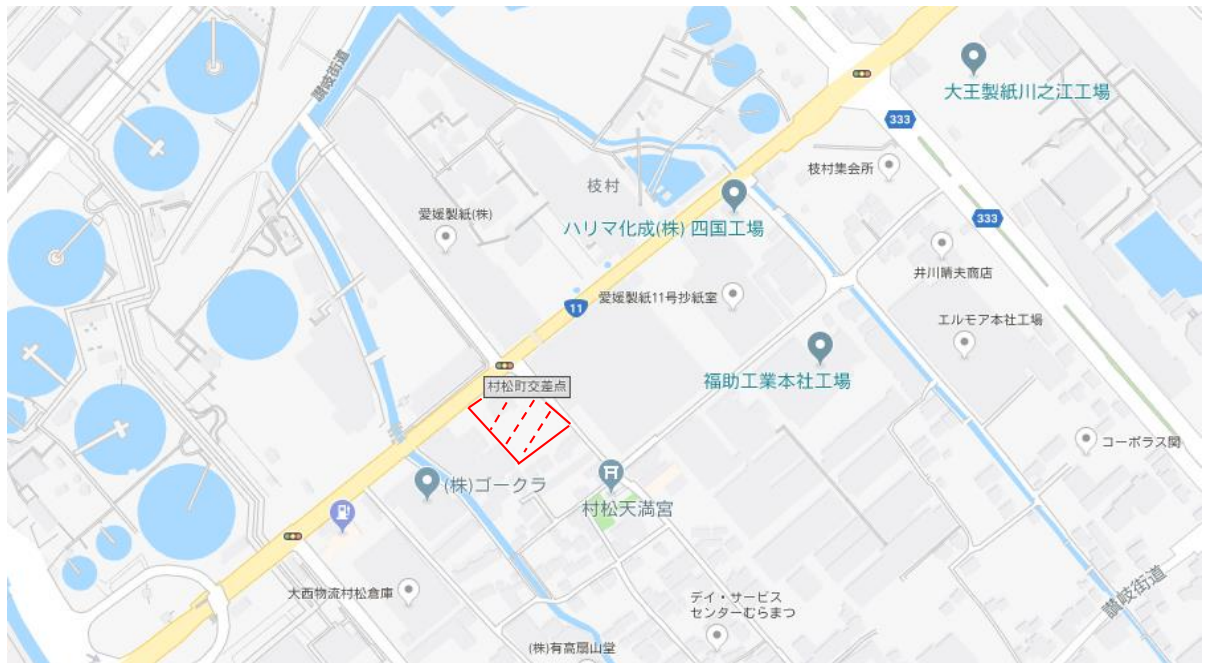 讃岐街道
大王製紙川之江工場
333
枝村集会所
枝村
愛媛製紙(株)
ハリマ化成(株) 四国工場
333
井川晴夫商店
愛媛製紙11号抄紙室
11
エルモア本社工場
福助工業本社工場
村松町交差点
コーポラス関
(株)ゴークラ
村松天満宮
大西物流村松倉庫
デイ・サービス
センターむらまつ
讃岐街道
(株)有高扇山堂